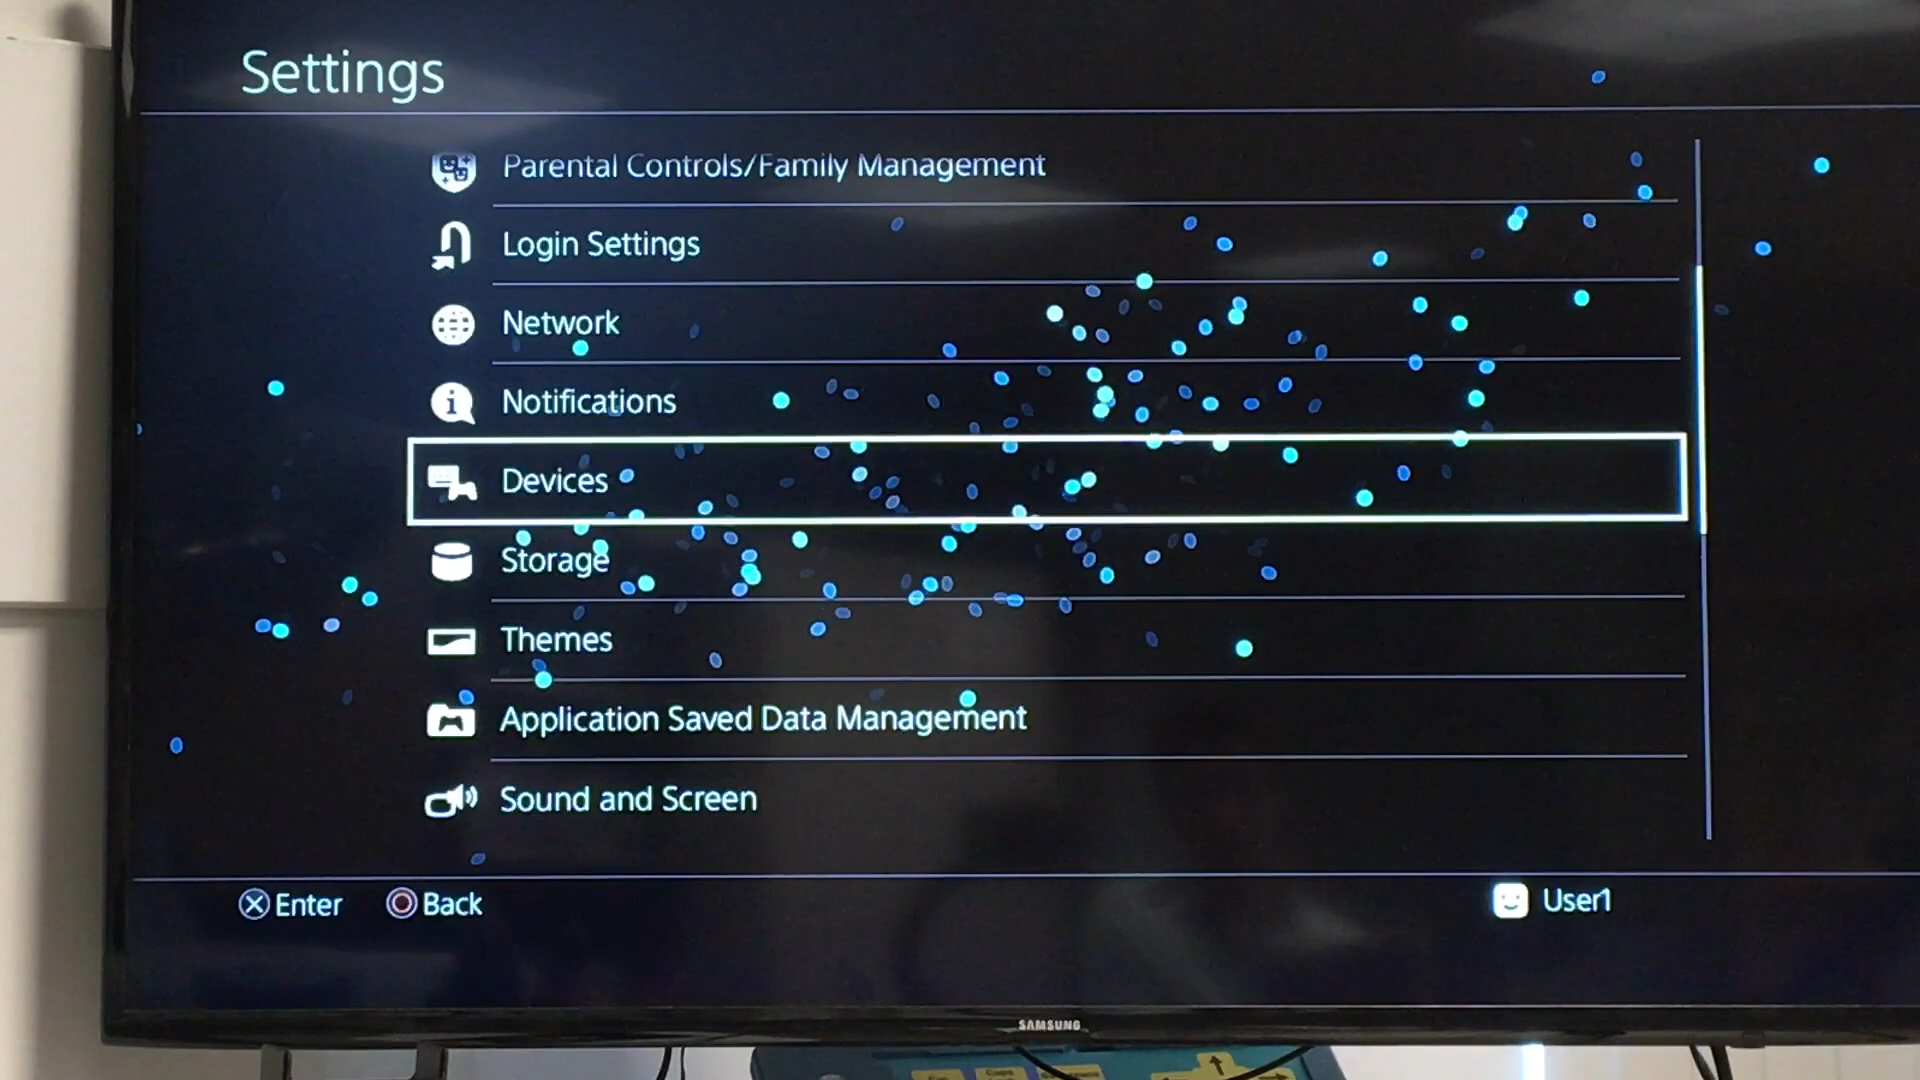 Settings
Parental Controls/Family Management
Login Settings
Network
Notifications
Devices
Storage
Themes
Application Saved Data Management
Sound and Screen
Enter
Back
User1
SAMSUNG